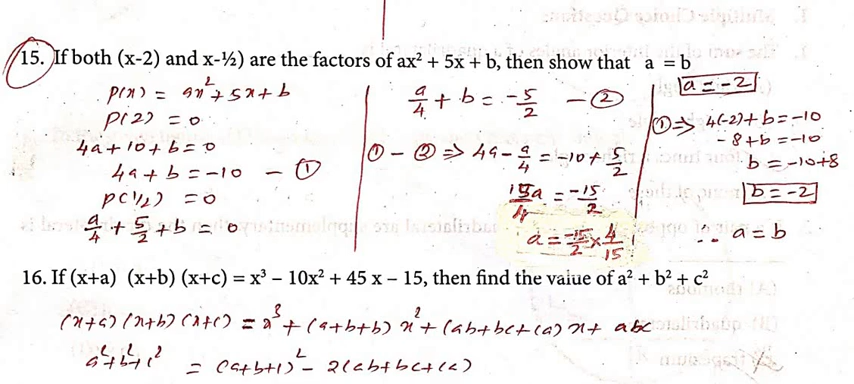 15. If both (x-2) and x-½) are the factors of ax² + 5x + b, then show that a = b
P(x) = ax² + 5x + b
P(2) = 0
4a + 10 + b = 0
4a + b = -10 — ①
P(1/2) = 0
a/4 + 5/2 + b = 0
a/4 + b = -5/2 — ②
① - ② ⇒ 4a - a/4 = -10 + 5/2
15a/4 = -15/2
a = -15/2 × 4/15
a = -2
① ⇒ 4(-2) + b = -10
-8 + b = -10
b = -10+8
b = -2
∴ a = b
16. If (x+a) (x+b) (x+c) = x³ – 10x² + 45 x – 15, then find the value of a² + b² + c²
(x+a) (x+b) (x+c) = x³ + (a+b+b) x² + (ab+bc+ca) x + abc
a²+b²+c² = (a+b+c)² - 2(ab+bc+ca)